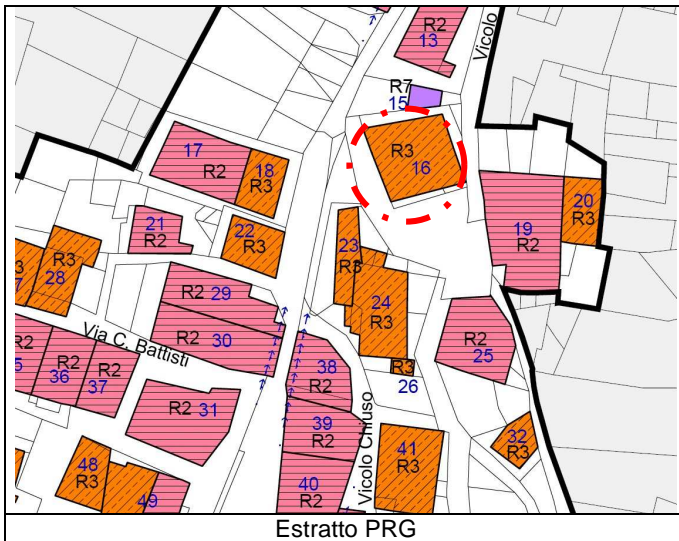 R2
13
Vicolo
R7
15
R3
16
17
R2
18
R3
19
R2
20
R3
21
R2
22
R3
23
R3
24
R3
R3
28
3
7
R2 29
R2 30
Via C. Battisti
R2
25
R3
26
38
R2
39
R2
40
R2
Vicolo Chiuso
R2
5
R2
36
R2
37
R2 31
41
R3
32
R3
48
R3
49
Estratto PRG